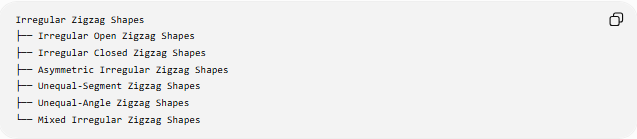 Irregular Zigzag Shapes
├── Irregular Open Zigzag Shapes
├── Irregular Closed Zigzag Shapes
├── Asymmetric Irregular Zigzag Shapes
├── Unequal-Segment Zigzag Shapes
├── Unequal-Angle Zigzag Shapes
└── Mixed Irregular Zigzag Shapes